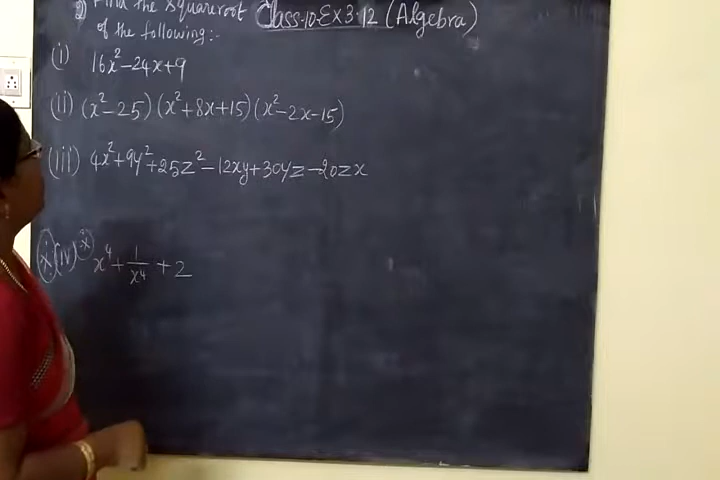 2) Find the squareroot
of the following:-
Class-10-Ex 3.12 (Algebra)
(i) 16x²-24x+9
(ii) (x²-25)(x²+8x+15)(x²-2x-15)
(iii) 4x²+9y²+25z²-12xy+30yz-20zx
(iv) x⁴+1/x⁴+2